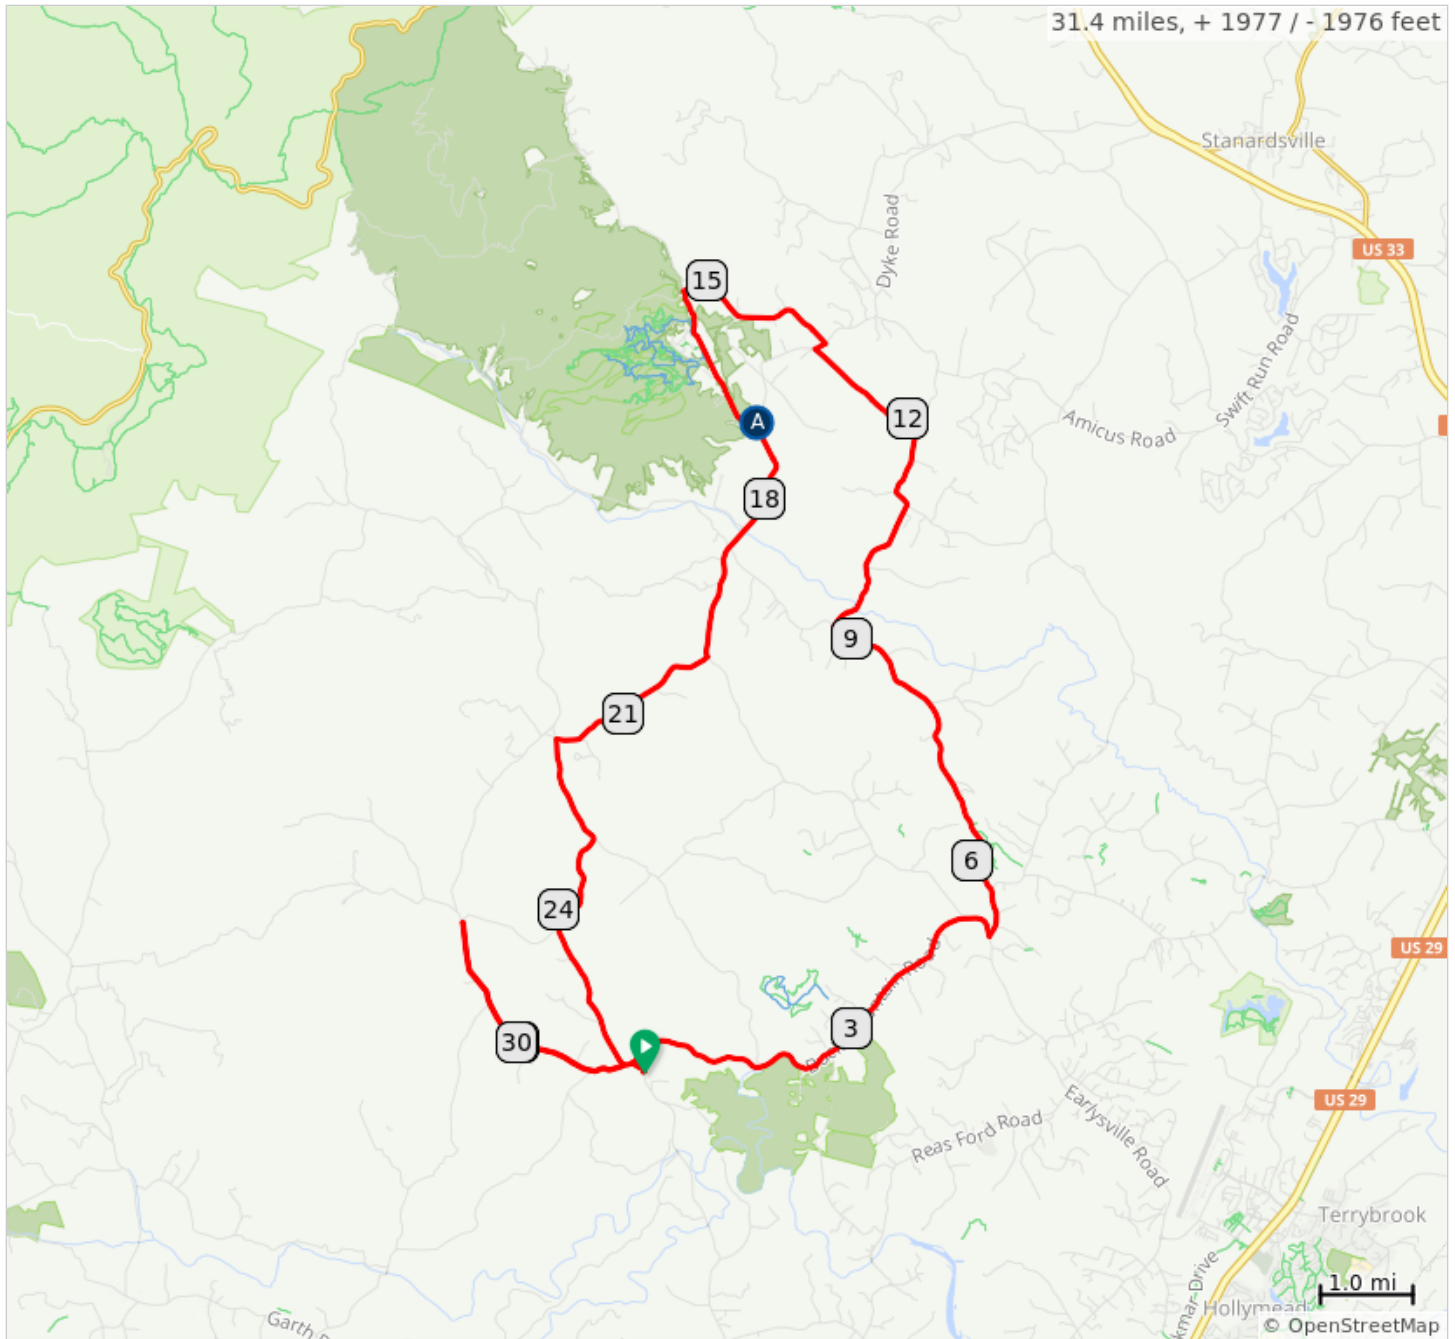 31.4 miles, + 1977 / - 1976 feet
Stanardsville
Dyke Road
US 33
15
Swift Run Road
12
Amicus Road
A
18
9
21
6
24
US 29
3
30
US 29
Reas Ford Road
Earlysville Road
Terrybrook
1.0 mi
Hollymead
Garth
© OpenStreetMap